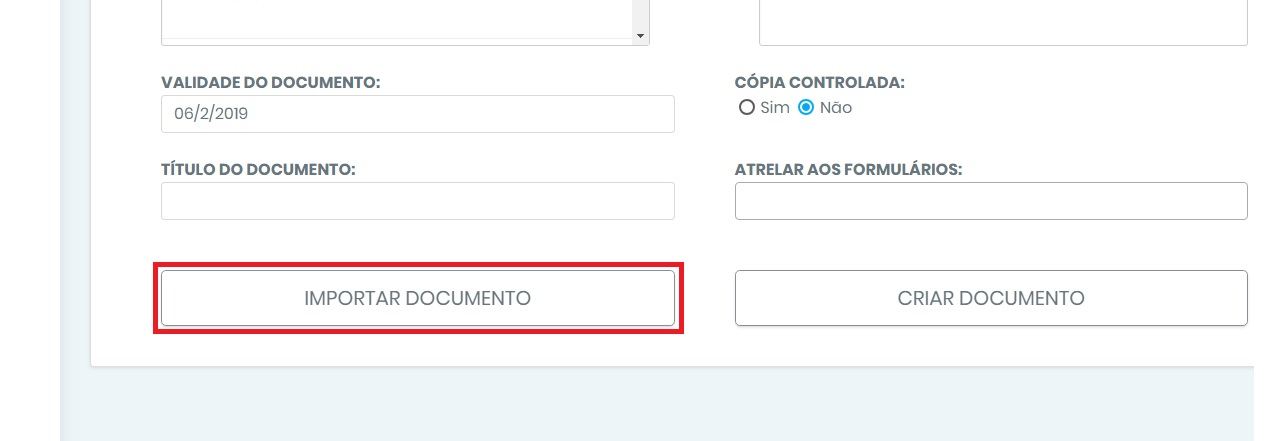 VALIDADE DO DOCUMENTO:
06/2/2019
CÓPIA CONTROLADA:
Sim Não
TÍTULO DO DOCUMENTO:
ATRELAR AOS FORMULÁRIOS:
IMPORTAR DOCUMENTO
CRIAR DOCUMENTO